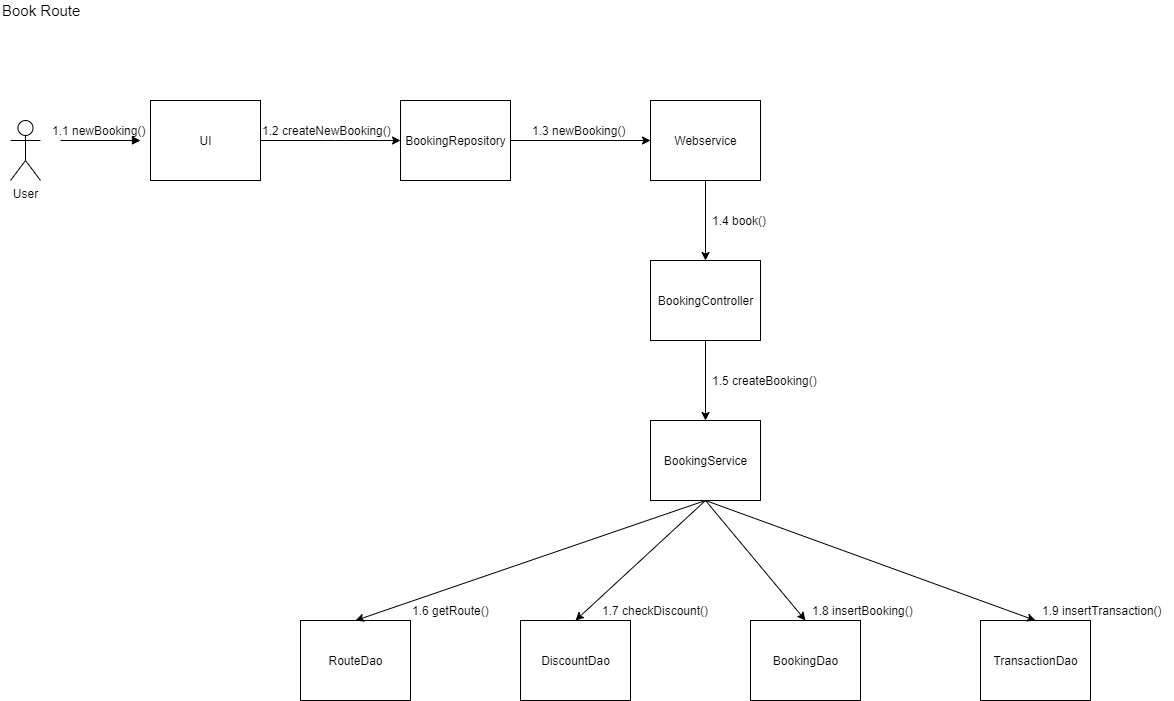 Book Route
1.1 newBooking()
1.2 createNewBooking()
1.3 newBooking()
UI
BookingRepository
Webservice
User
1.4 book()
BookingController
1.5 createBooking()
BookingService
1.6 getRoute()
1.7 checkDiscount()
1.8 insertBooking()
1.9 insertTransaction()
RouteDao
DiscountDao
BookingDao
TransactionDao